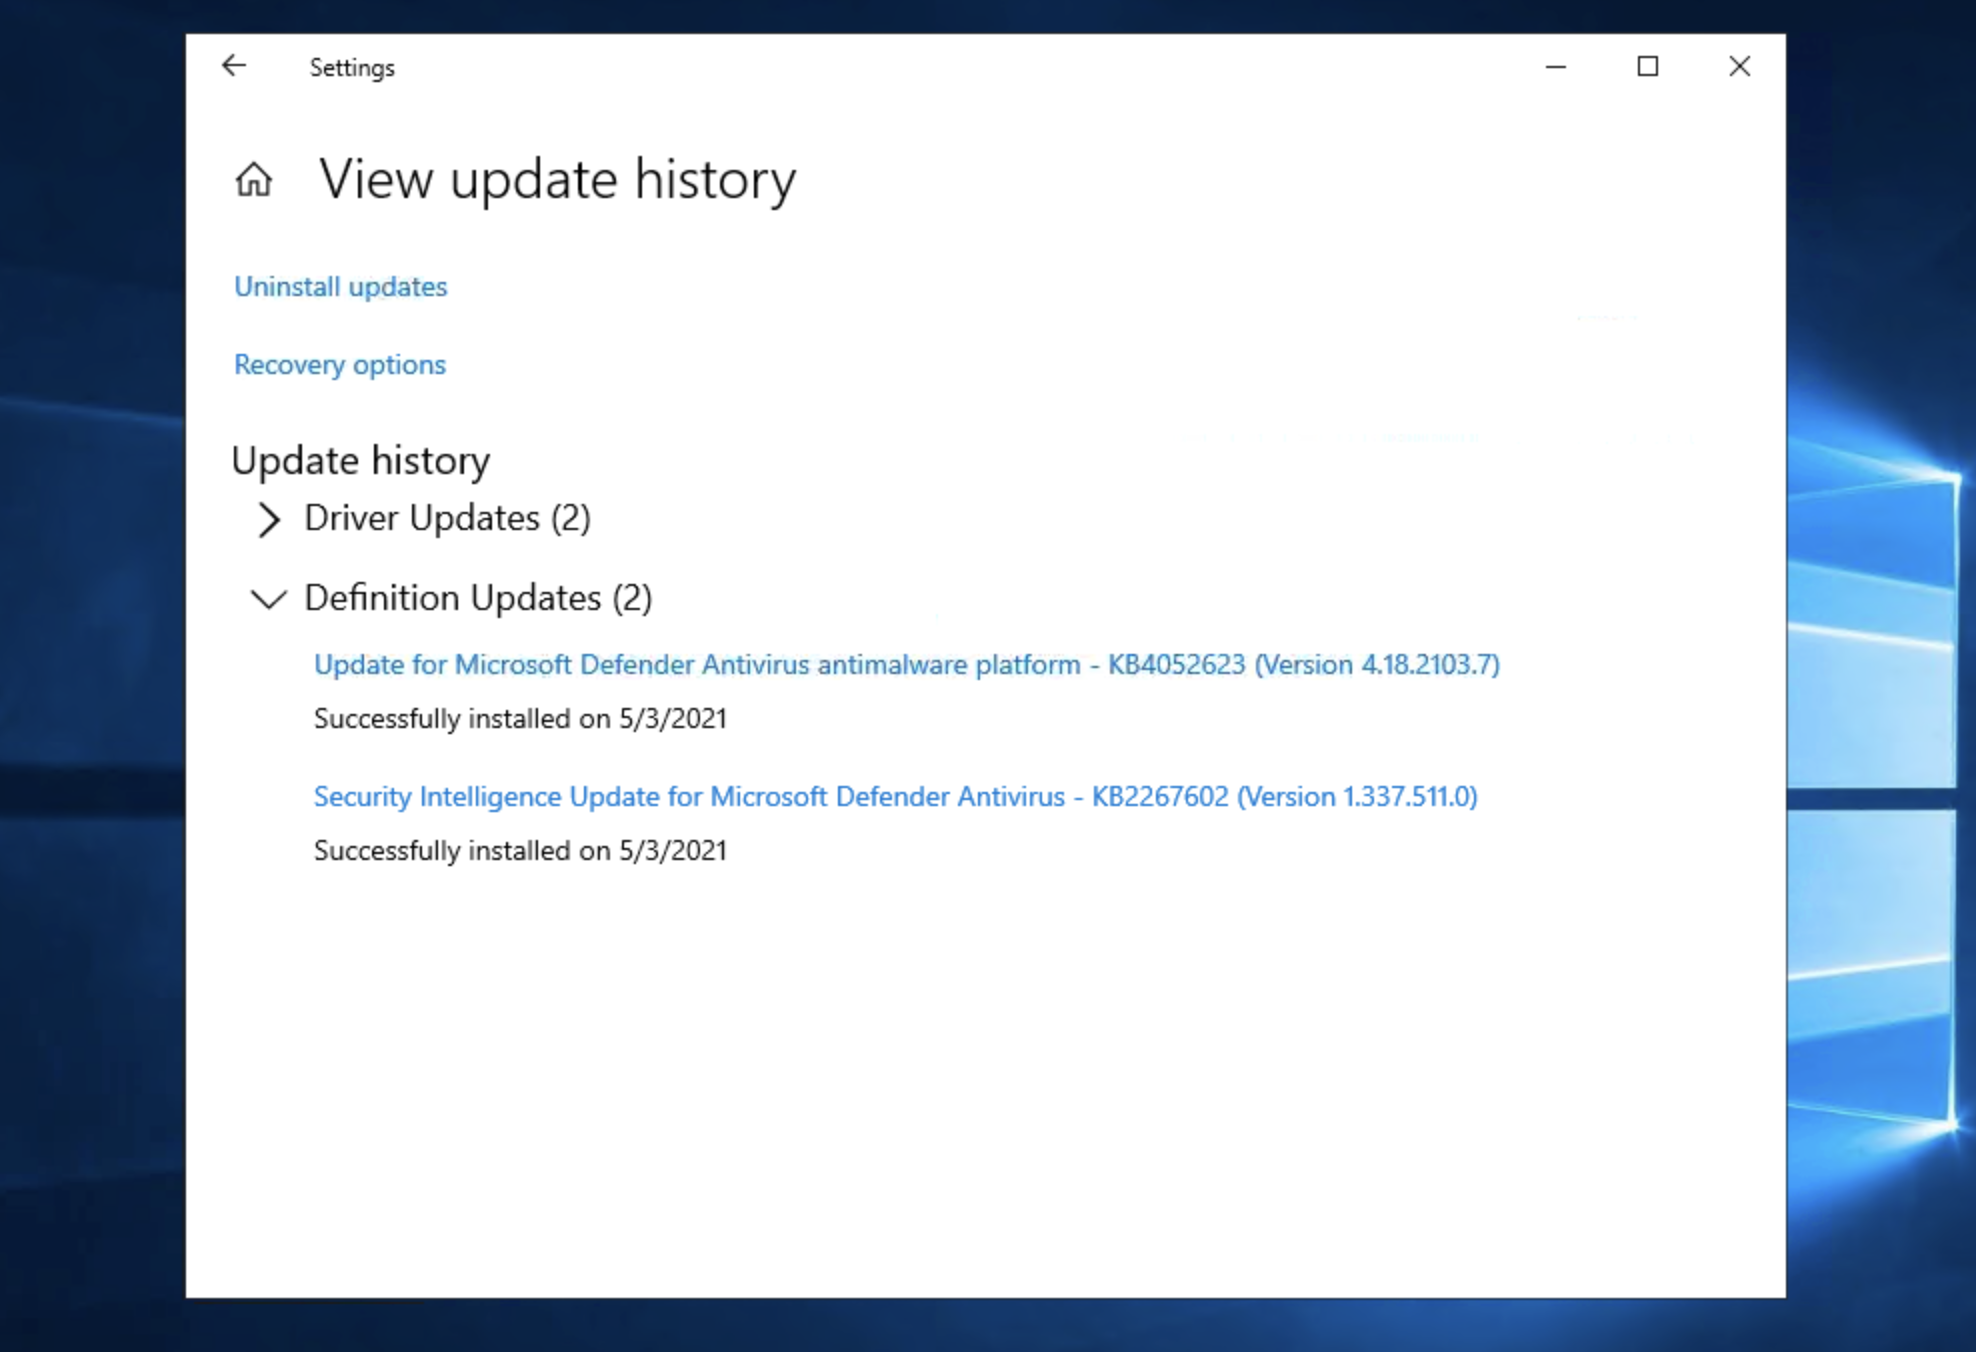 Settings
View update history
Uninstall updates
Recovery options
Update history
Driver Updates (2)
Definition Updates (2)
Update for Microsoft Defender Antivirus antimalware platform - KB4052623 (Version 4.18.2103.7)
Successfully installed on 5/3/2021
Security Intelligence Update for Microsoft Defender Antivirus - KB2267602 (Version 1.337.511.0)
Successfully installed on 5/3/2021